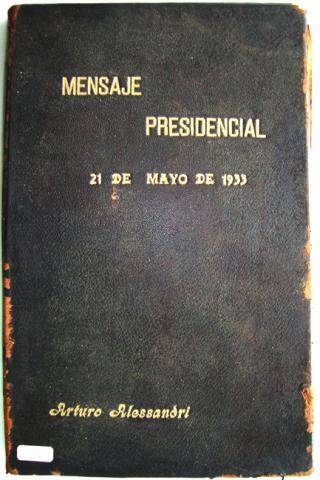 MENSAJE
PRESIDENCIAL
21 DE MAYO DE 1933
Arturo Alessandri